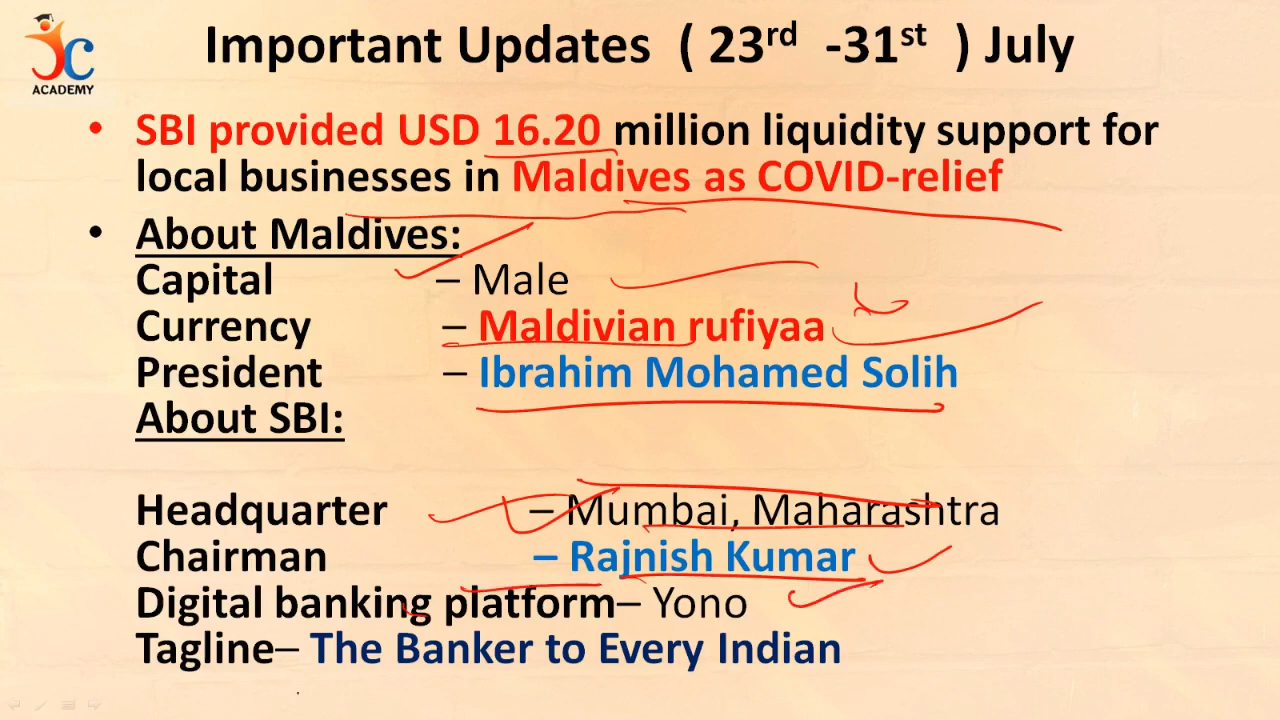 JC
ACADEMY
Important Updates ( 23rd -31st ) July
• SBI provided USD 16.20 million liquidity support for
local businesses in Maldives as COVID-relief
• About Maldives:
Capital – Male
Currency – Maldivian rufiyaa
President – Ibrahim Mohamed Solih
About SBI:
Headquarter – Mumbai, Maharashtra
Chairman – Rajnish Kumar
Digital banking platform– Yono
Tagline– The Banker to Every Indian